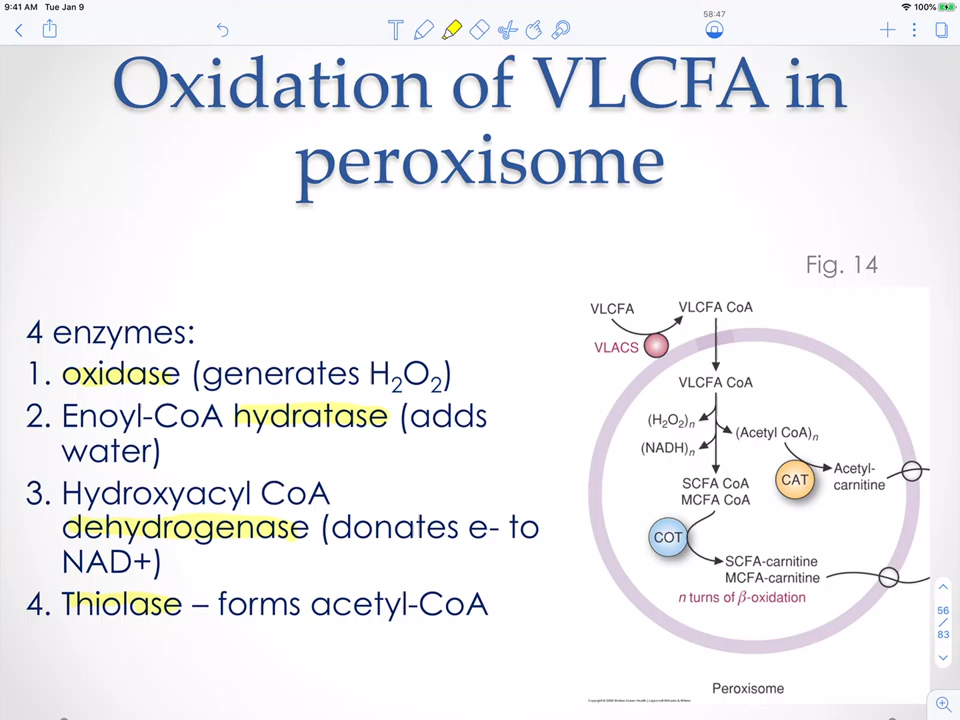 9:41 AM Tue Jan 9
100%
58:47
Oxidation of VLCFA in
peroxisome
Fig. 14
4 enzymes:
1. oxidase (generates H₂O₂)
2. Enoyl-CoA hydratase (adds
water)
3. Hydroxyacyl CoA
dehydrogenase (donates e- to
NAD+)
4. Thiolase – forms acetyl-CoA
VLCFA
VLCFA CoA
VLACS
VLCFA CoA
(H₂O₂)n
(Acetyl CoA)n
(NADH)n
Acetyl-
carnitine
CAT
SCFA CoA
MCFA CoA
COT
SCFA-carnitine
MCFA-carnitine
n turns of β-oxidation
Peroxisome
56
/
83